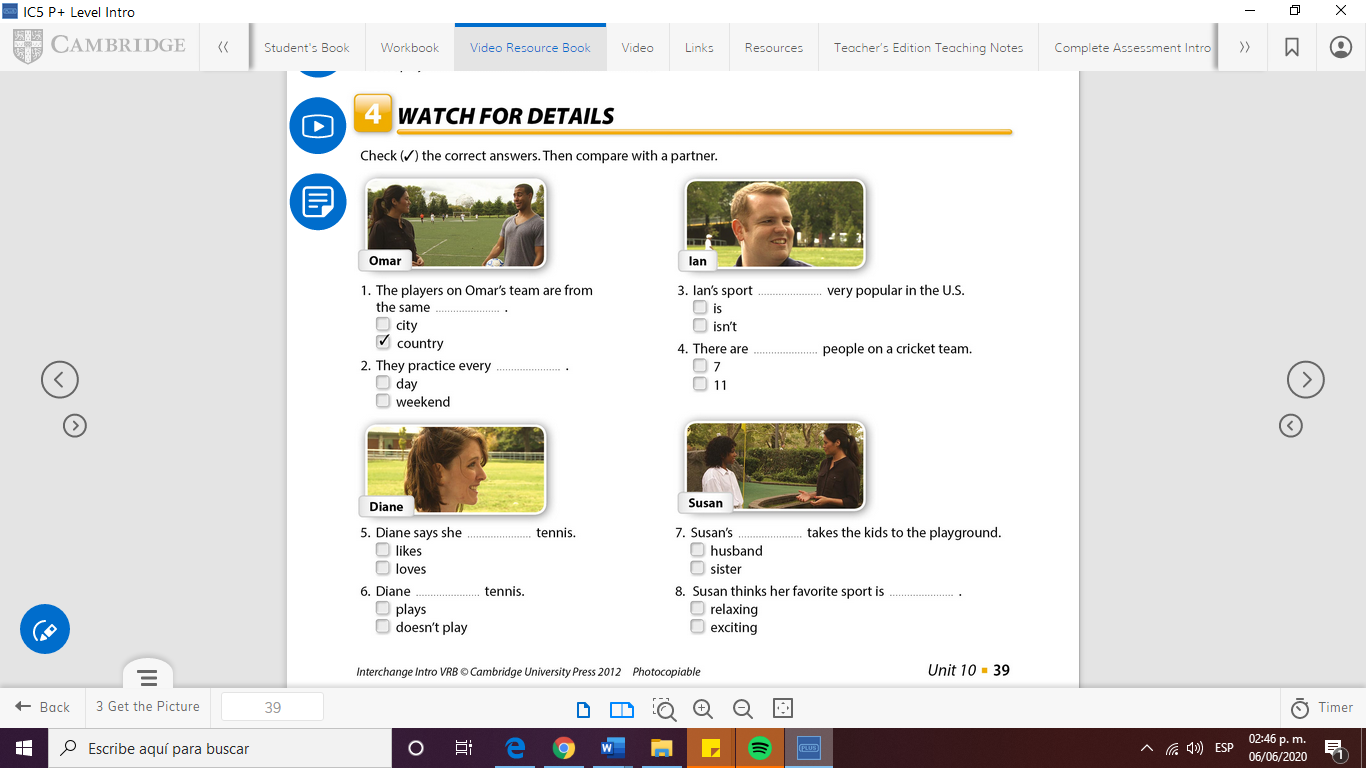 IC5 P+ Level Intro
CAMBRIDGE
Student's Book
Workbook
Video Resource Book
Video
Links
Resources
Teacher's Edition Teaching Notes
Complete Assessment Intro
4 WATCH FOR DETAILS
Check (✓) the correct answers. Then compare with a partner.
Omar
1. The players on Omar's team are from
the same ..................... .
city
✓ country
2. They practice every ..................... .
day
weekend
Ian
3. Ian's sport ..................... very popular in the U.S.
is
isn't
4. There are ..................... people on a cricket team.
7
11
Diane
5. Diane says she ..................... tennis.
likes
loves
6. Diane ..................... tennis.
plays
doesn't play
Susan
7. Susan's ..................... takes the kids to the playground.
husband
sister
8. Susan thinks her favorite sport is ..................... .
relaxing
exciting
Interchange Intro VRB © Cambridge University Press 2012 Photocopiable
Unit 10 ▪ 39
Back
3 Get the Picture
39
Timer
Escribe aquí para buscar
PLUS
ESP
02:46 p. m.
06/06/2020
1